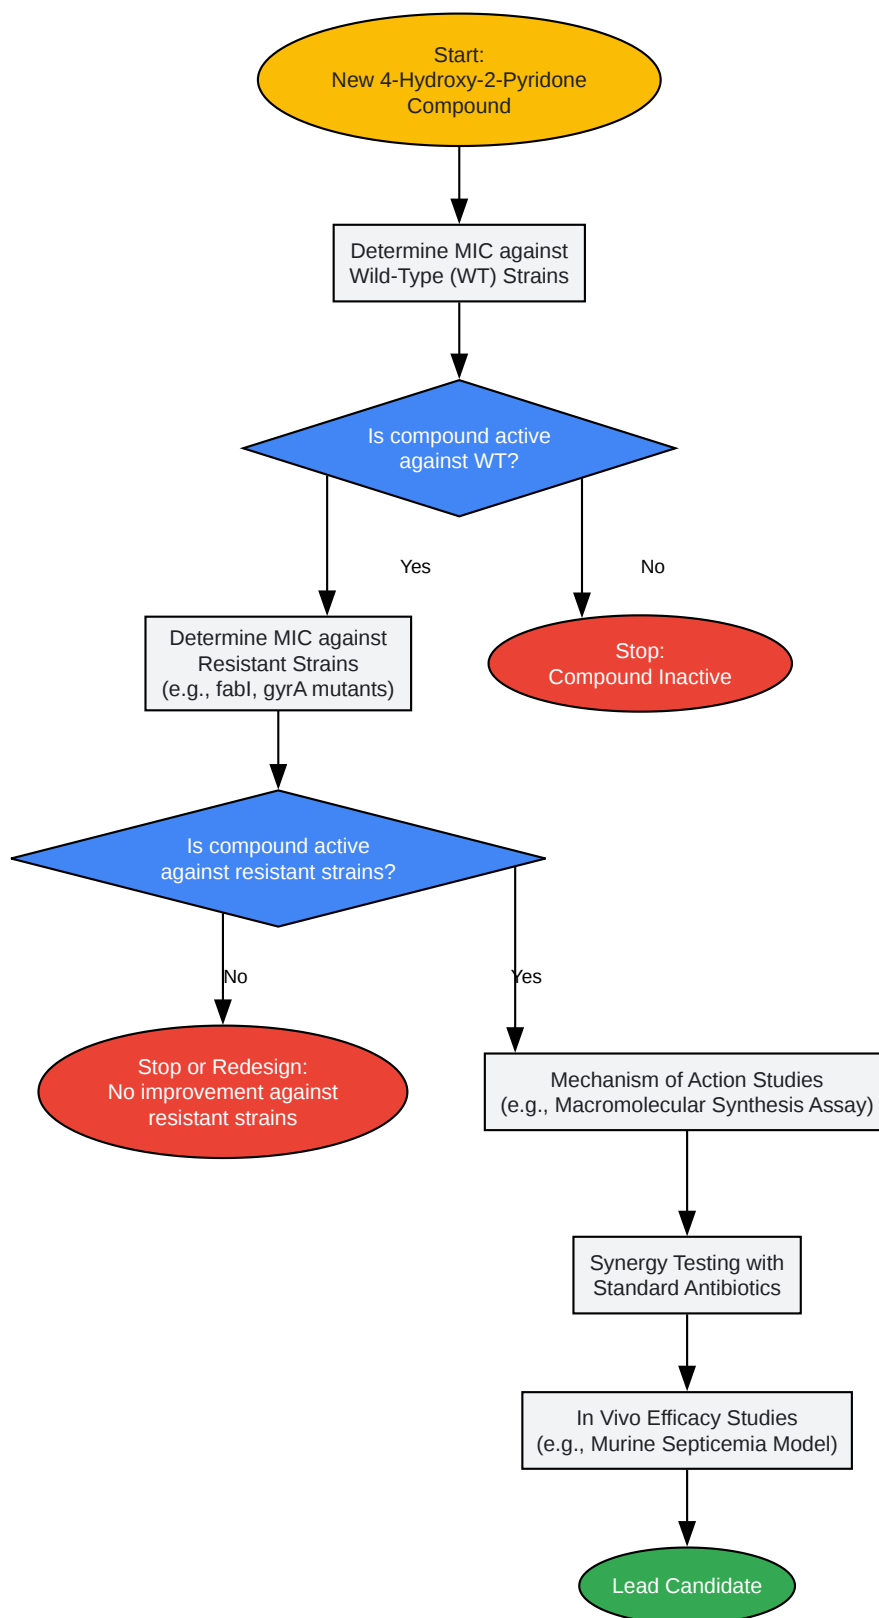 Start:
New 4-Hydroxy-2-Pyridone
Compound
Determine MIC against
Wild-Type (WT) Strains
Is compound active
against WT?
Yes
No
Determine MIC against
Resistant Strains
(e.g., fabI, gyrA mutants)
Stop:
Compound Inactive
Is compound active
against resistant strains?
No
Yes
Stop or Redesign:
No improvement against
resistant strains
Mechanism of Action Studies
(e.g., Macromolecular Synthesis Assay)
Synergy Testing with
Standard Antibiotics
In Vivo Efficacy Studies
(e.g., Murine Septicemia Model)
Lead Candidate